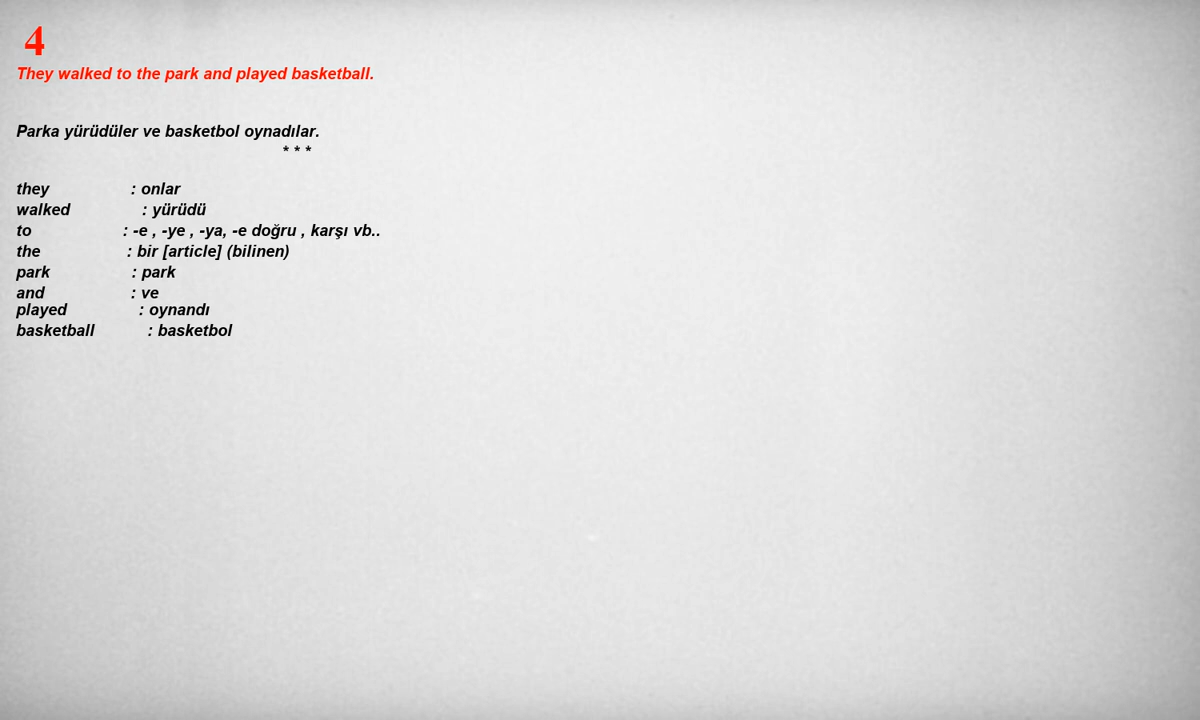 4
They walked to the park and played basketball.
Parka yürüdüler ve basketbol oynadılar.
* * *
they : onlar
walked : yürüdü
to : -e , -ye , -ya, -e doğru , karşı vb..
the : bir [article] (bilinen)
park : park
and : ve
played : oynandı
basketball : basketbol